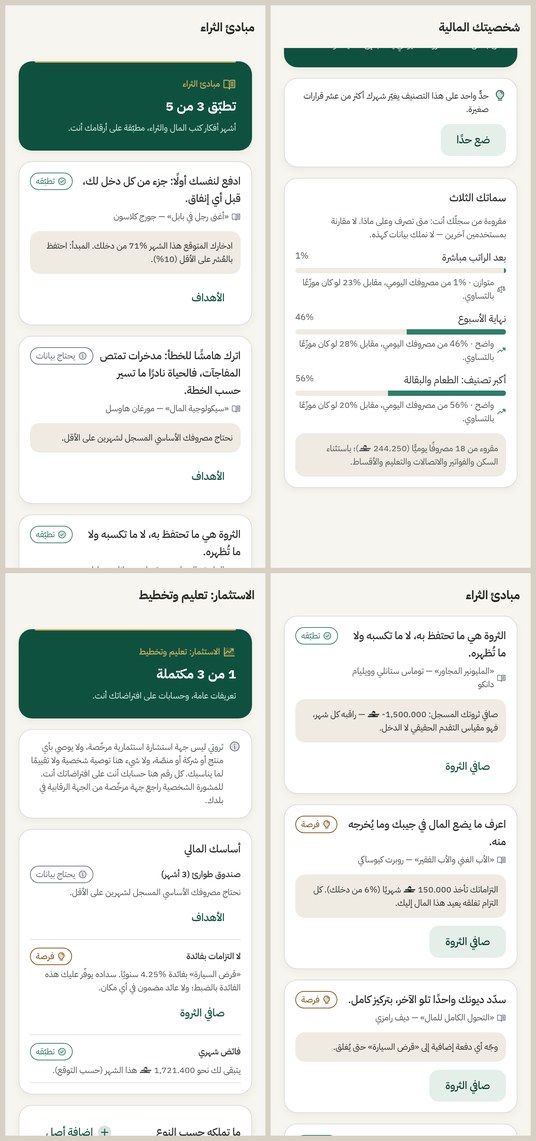 شخصيتك المالية
حدٌّ واحد على هذا التصنيف يغيّر شهرك أكثر من عشر قرارات
صغيرة.
ضع حدًا
سماتك الثلاث
مقروءة من سجلّك أنت: متى تصرف وعلى ماذا. لا مقارنة
بمستخدمين آخرين — لا نملك بيانات كهذه.
بعد الراتب مباشرة
1%
متوازن · 1% من مصروفك اليومي، مقابل 23% لو كان موزّعًا
بالتساوي.
نهاية الأسبوع
46%
واضح · 46% من مصروفك اليومي، مقابل 28% لو كان موزّعًا
بالتساوي.
أكبر تصنيف: الطعام والبقالة
56%
واضح · 56% من مصروفك اليومي، مقابل 20% لو كان موزّعًا
بالتساوي.
مقروء من 18 مصروفًا يوميًّا (244.250)؛ باستثناء
السكن والفواتير والاتصالات والتعليم والأقساط.
مبادئ الثراء
مبادئ الثراء
تطبّق 3 من 5
أشهر أفكار كتب المال والثراء، مطبّقة على أرقامك أنت.
ادفع لنفسك أولًا: جزء من كل دخل لك،
قبل أي إنفاق.
تطبّقه
«أغنى رجل في بابل» — جورج كلاسون
ادخارك المتوقع هذا الشهر 71% من دخلك. المبدأ: احتفظ
بالعُشر على الأقل (10%).
الأهداف
اترك هامشًا للخطأ: مدخرات تمتص
المفاجآت، فالحياة نادرًا ما تسير
حسب الخطة.
يحتاج بيانات
«سيكولوجية المال» — مورغان هاوسل
نحتاج مصروفك الأساسي المسجل لشهرين على الأقل.
الأهداف
الثروة هي ما تحتفظ به، لا ما تكسبه ولا
ما تُظهره.
تطبّقه
مبادئ الثراء
الثروة هي ما تحتفظ به، لا ما تكسبه ولا
ما تُظهره.
تطبّقه
«المليونير المجاور» — توماس ستانلي وويليام
دانكو
صافي ثروتك المسجل: 1,500.000- — راقبه كل شهر،
فهو مقياس التقدم الحقيقي لا الدخل.
صافي الثروة
اعرف ما يضع المال في جيبك وما يُخرجه
منه.
فرصة
«الأب الغني والأب الفقير» — روبرت كيوساكي
التزاماتك تأخذ 150.000 شهريًا (6% من دخلك). كل
التزام تغلقه يعيد هذا المال إليك.
صافي الثروة
سدّد ديونك واحدًا تلو الآخر، بتركيز كامل.
فرصة
«التحول الكامل للمال» — ديف رامزي
وجّه أي دفعة إضافية إلى «قرض السيارة» حتى يُغلق.
صافي الثروة
الاستثمار: تعليم وتخطيط
الاستثمار: تعليم وتخطيط
1 من 3 مكتملة
تعريفات عامة، وحسابات على افتراضاتك أنت.
ثروتي ليس جهة استشارة استثمارية مرخّصة، ولا يوصي بأي
منتج أو شركة أو منصّة، ولا شيء هنا توصية شخصية ولا تقييمًا
لما يناسبك. كل رقم هنا حسابك أنت على افتراضاتك أنت.
للمشورة الشخصية راجع جهة مرخّصة من الجهة الرقابية في
بلدك.
أساسك المالي
صندوق طوارئ (3 أشهر)
يحتاج بيانات
نحتاج مصروفك الأساسي المسجل لشهرين على الأقل.
الأهداف
لا التزامات بفائدة
فرصة
«قرض السيارة» بفائدة 4.25% سنويًا. سداده يوفّر عليك هذه
الفائدة بالضبط؛ ولا عائد مضمون في أي مكان.
صافي الثروة
فائض شهري
تطبّقه
يتبقى لك نحو 1,721.400 هذا الشهر (حسب التوقع).
ما تملكه حسب النوع
إضافة أصل